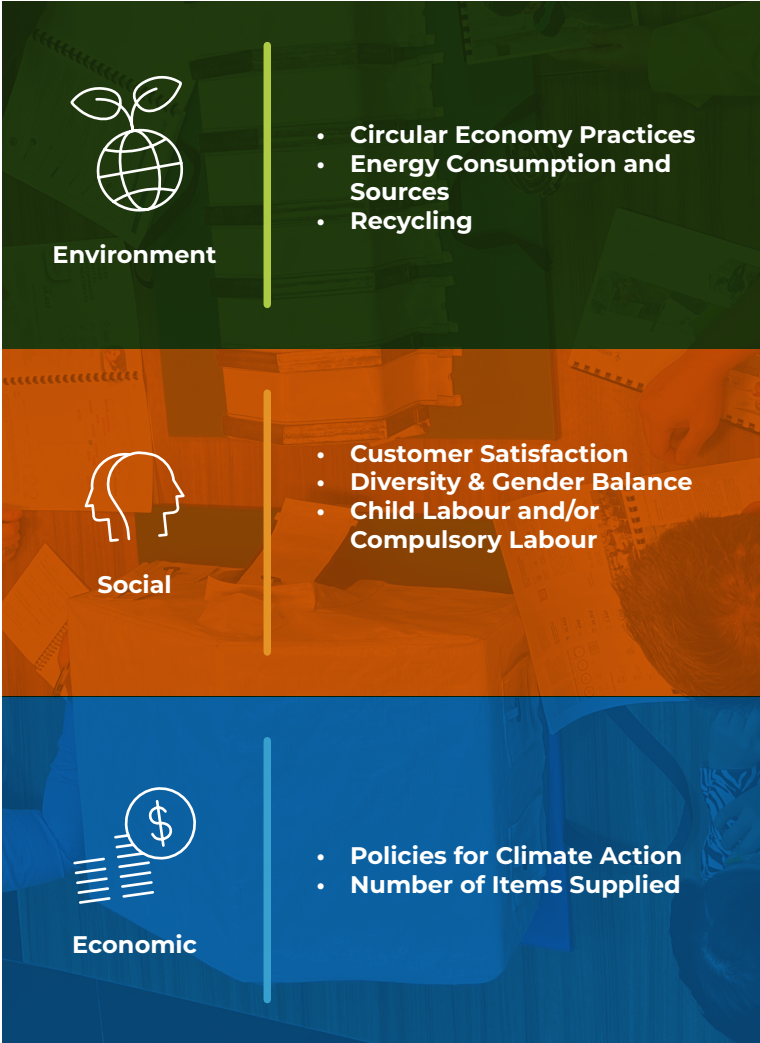 Environment
• Circular Economy Practices
• Energy Consumption and
Sources
• Recycling
Social
• Customer Satisfaction
• Diversity & Gender Balance
• Child Labour and/or
Compulsory Labour
$
Economic
• Policies for Climate Action
• Number of Items Supplied